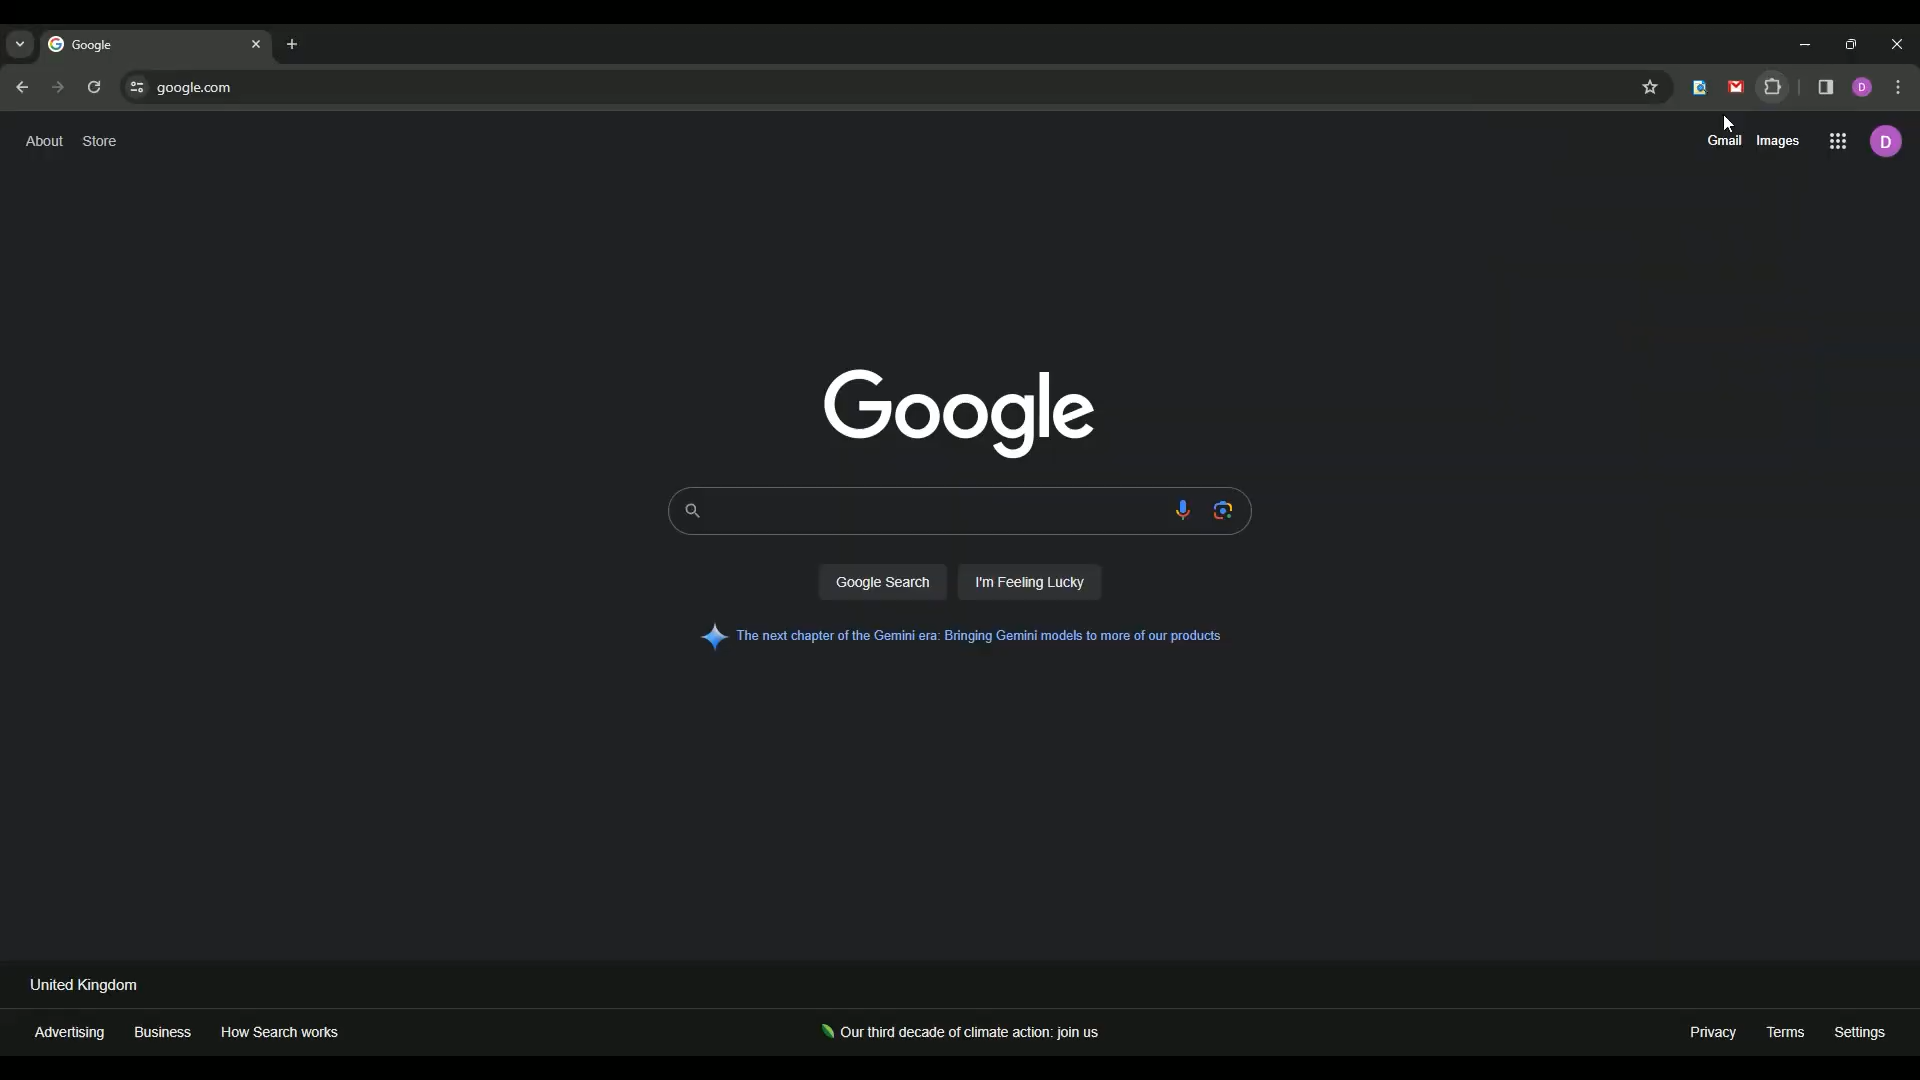 Google
google.com
D
About Store
Gmail Images
D
Google
Google Search I'm Feeling Lucky
The next chapter of the Gemini era: Bringing Gemini models to more of our products
United Kingdom
Advertising Business How Search works
Our third decade of climate action: join us
Privacy Terms Settings